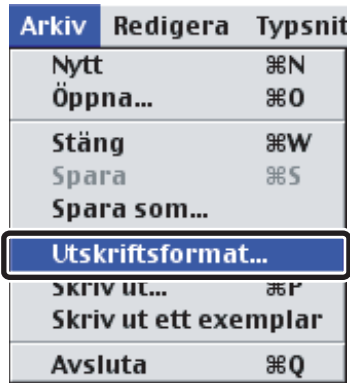 Arkiv Redigera Typsnit
Nytt ⌘N
Öppna... ⌘O
Stäng ⌘W
Spara ⌘S
Spara som...
Utskriftsformat...
Skriv ut... ⌘P
Skriv ut ett exemplar
Avsluta ⌘Q